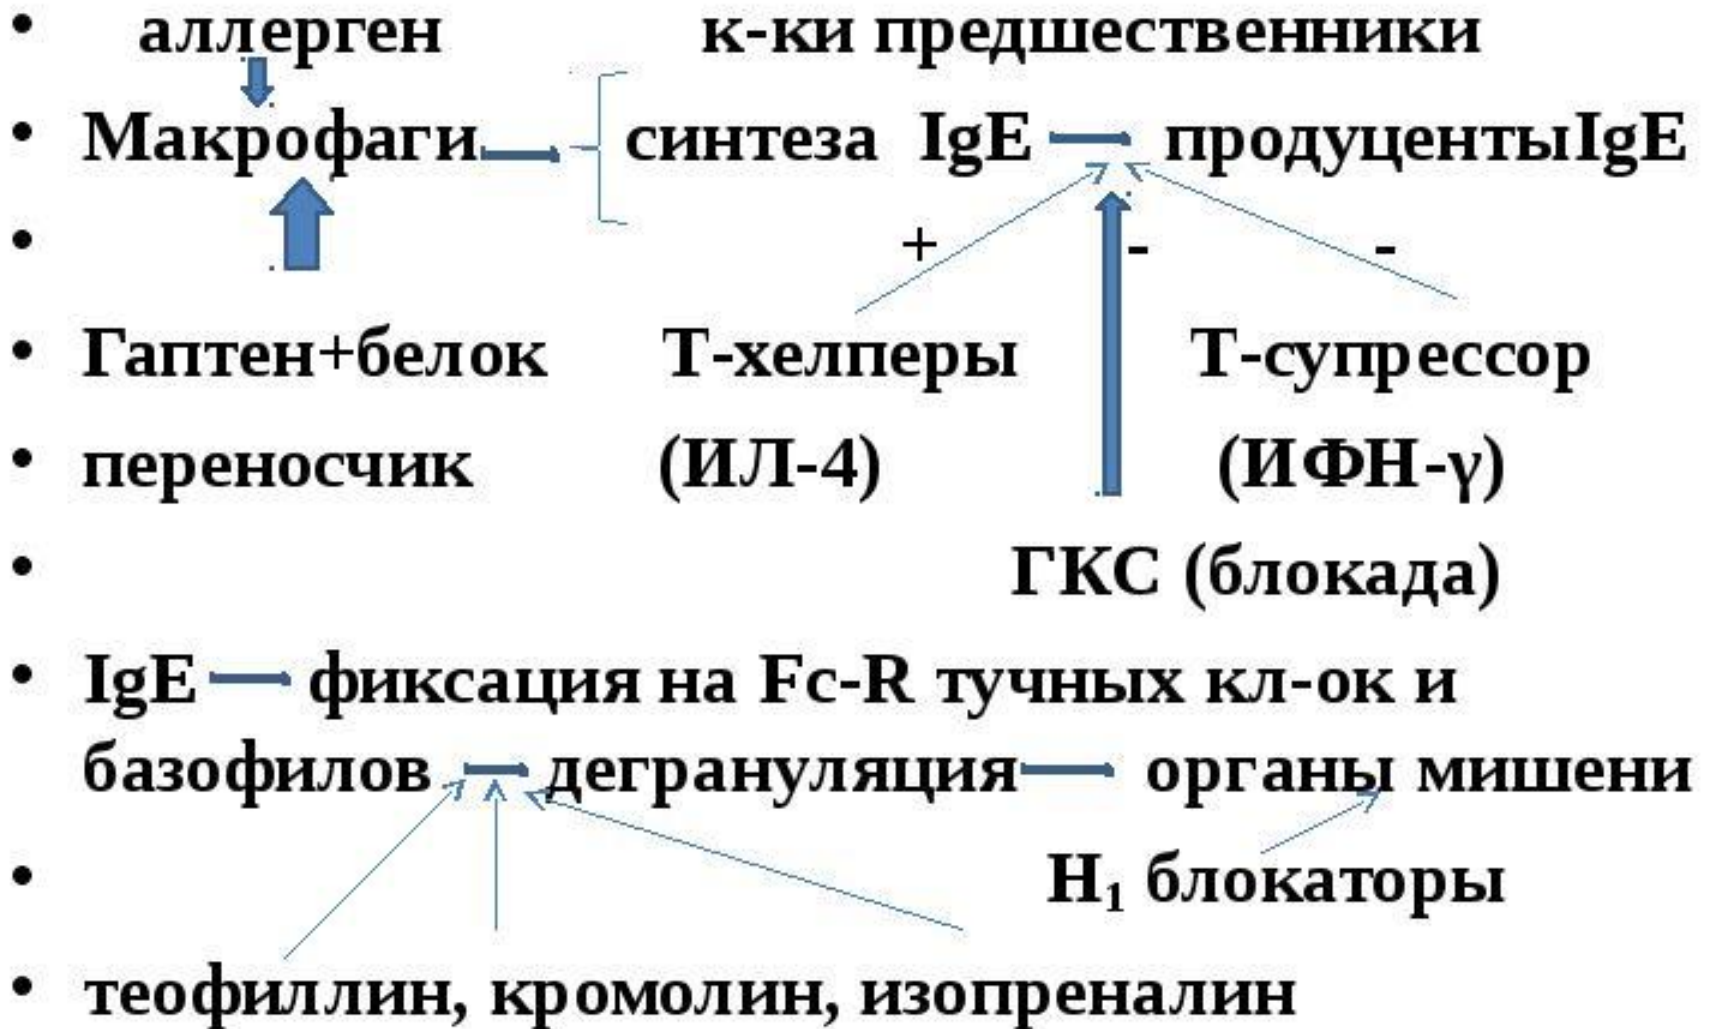 • аллерген к-ки предшественники
• Макрофаги синтеза IgE продуцентыIgE
• + - -
• Гаптен+белок Т-хелперы Т-супрессор
• переносчик (ИЛ-4) (ИФН-γ)
• ГКС (блокада)
• IgE фиксация на Fc-R тучных кл-ок и
базофилов дегрануляция органы мишени
• Н₁ блокаторы
• теофиллин, кромолин, изопреналин